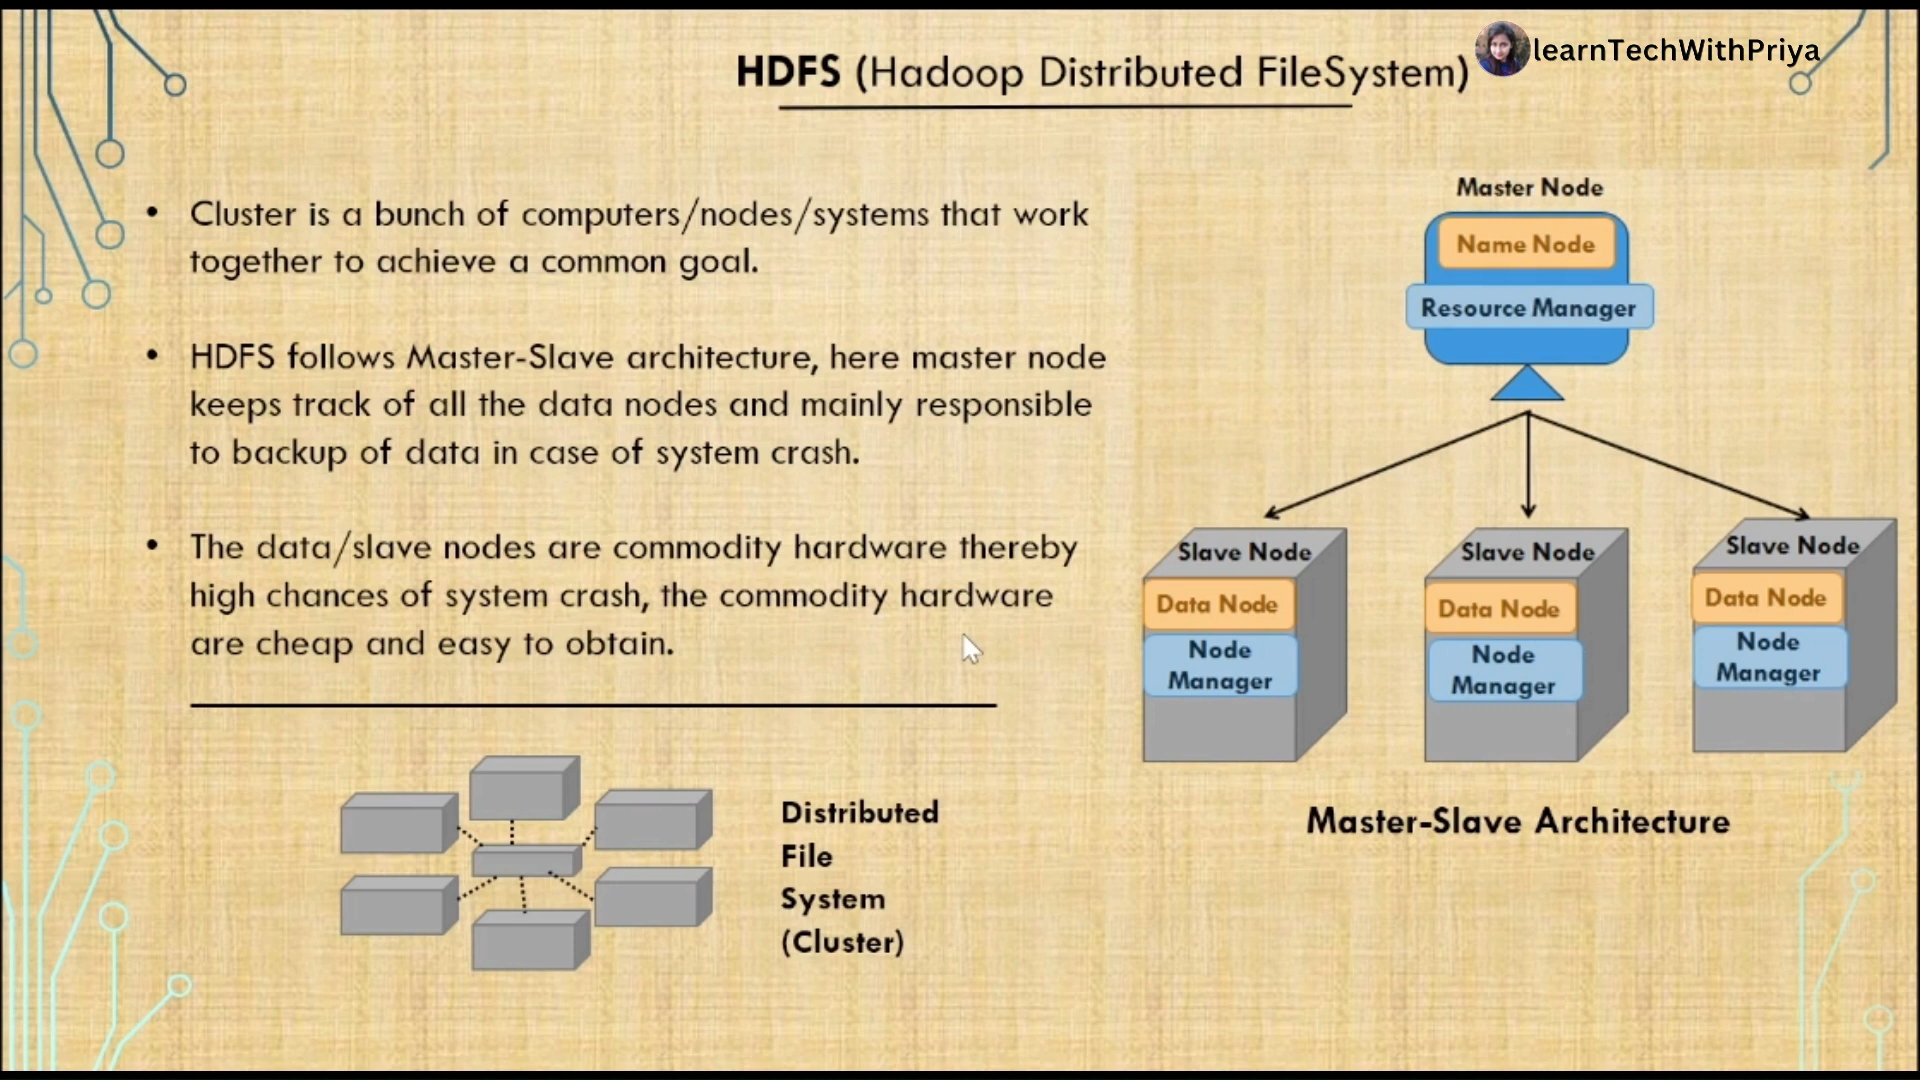 HDFS (Hadoop Distributed FileSystem)
learnTechWithPriya
• Cluster is a bunch of computers/nodes/systems that work
together to achieve a common goal.
• HDFS follows Master-Slave architecture, here master node
keeps track of all the data nodes and mainly responsible
to backup of data in case of system crash.
• The data/slave nodes are commodity hardware thereby
high chances of system crash, the commodity hardware
are cheap and easy to obtain.
Distributed
File
System
(Cluster)
Master Node
Name Node
Resource Manager
Slave Node
Data Node
Node
Manager
Slave Node
Data Node
Node
Manager
Slave Node
Data Node
Node
Manager
Master-Slave Architecture